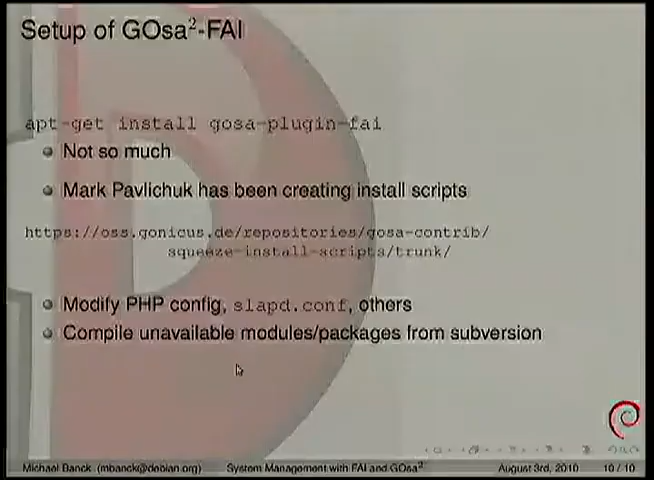 Setup of GOsa²-FAI
apt-get install gosa-plugin-fai
Not so much
Mark Pavlichuk has been creating install scripts
https://oss.gonicus.de/repositories/gosa-contrib/
squeeze-install-scripts/trunk/
Modify PHP config, slapd.conf, others
Compile unavailable modules/packages from subversion
Michael Banck (mbanck@debian.org) System Management with FAI and GOsa² August 3rd, 2010 10 / 10